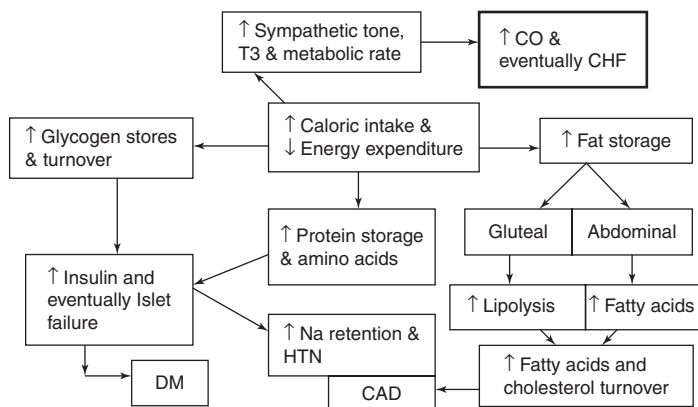 ↑ Sympathetic tone,
T3 & metabolic rate
↑ CO &
eventually CHF
↑ Glycogen stores
& turnover
↑ Caloric intake &
↓ Energy expenditure
↑ Fat storage
↑ Protein storage
& amino acids
Gluteal
Abdominal
↑ Insulin and
eventually Islet
failure
↑ Lipolysis
↑ Fatty acids
↑ Na retention &
HTN
↑ Fatty acids and
cholesterol turnover
DM
CAD